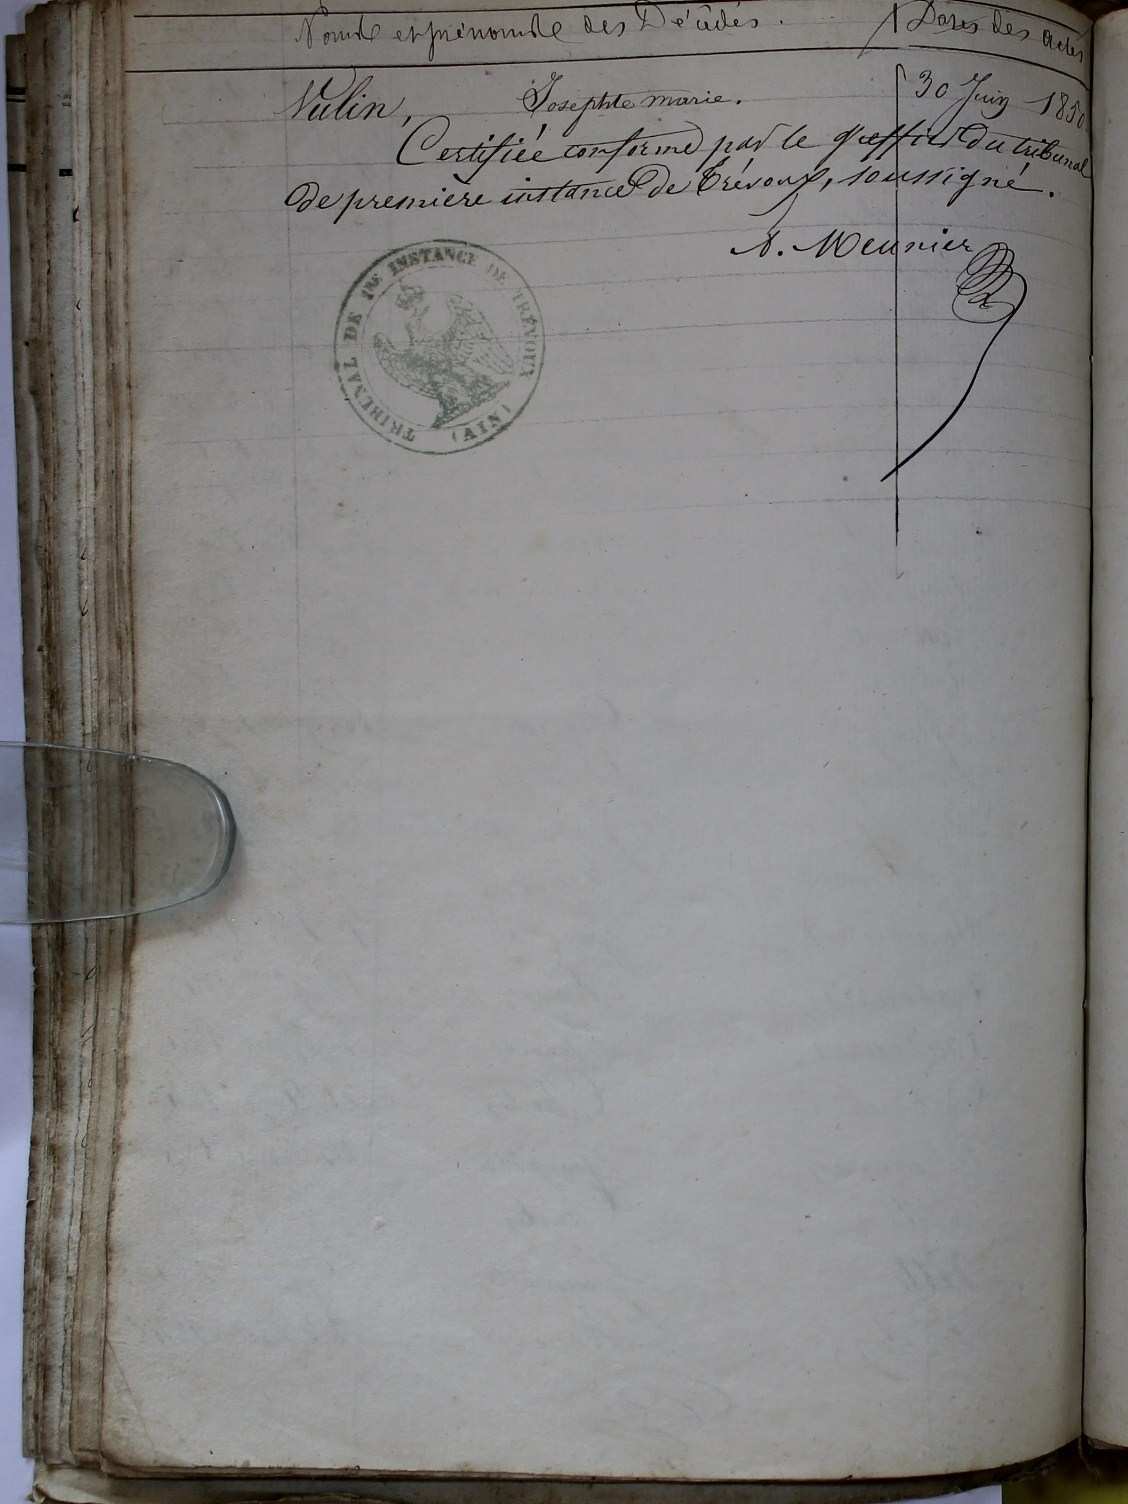 Noms et prénoms des Décédés. Dates des actes
Vulin, Josephte marie. 30 Juin 1850
Certifiée conforme par le greffier du tribunal
de première instance de Trévoux, soussigné.
A. Meunier
TRIBUNAL DE 1RE INSTANCE DE TRÉVOUX
(AIN)